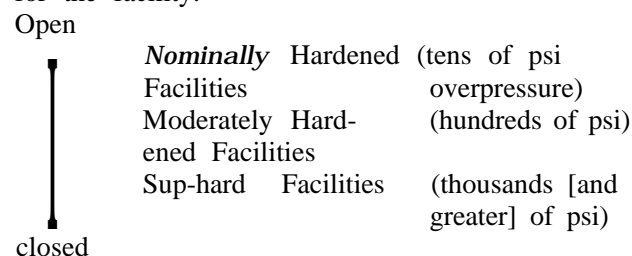 for the facility.
Open
Nominally Hardened (tens of psi
Facilities overpressure)
Moderately Hard- (hundreds of psi)
ened Facilities
Sup-hard Facilities (thousands [and
greater] of psi)
closed